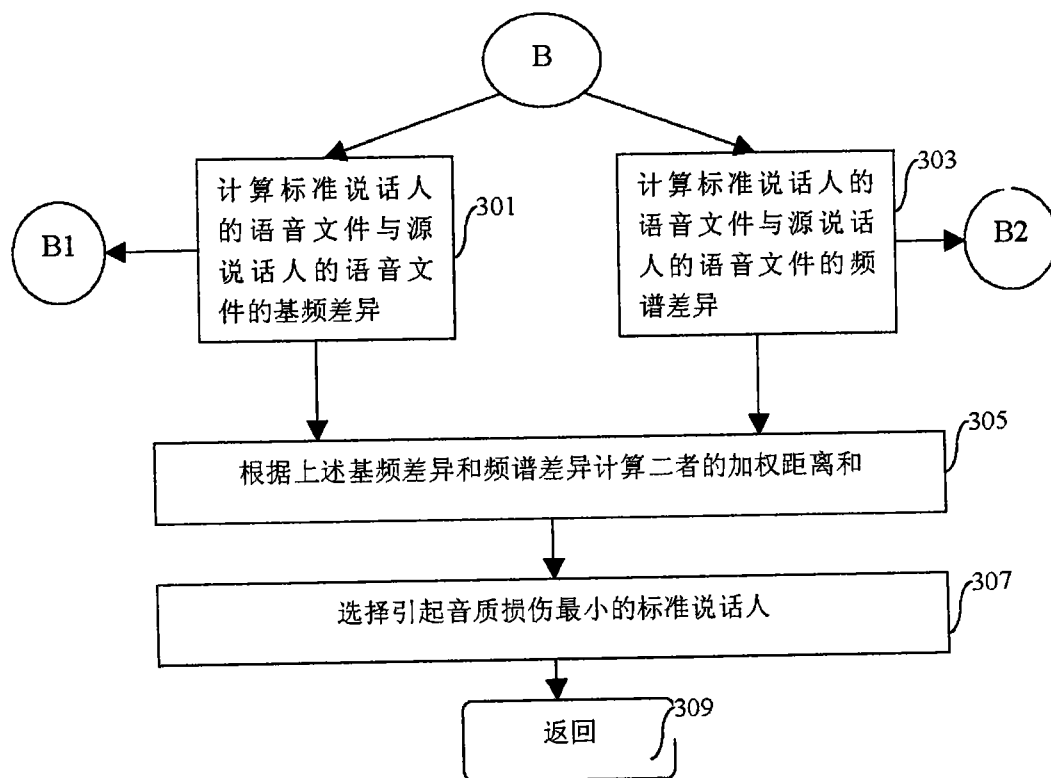 B
计算标准说话人
的语音文件与源
说话人的语音文
件的基频差异
301
计算标准说话人的
语音文件与源说话
人的语音文件的频
谱差异
303
B1
B2
根据上述基频差异和频谱差异计算二者的加权距离和
305
选择引起音质损伤最小的标准说话人
307
返回
309